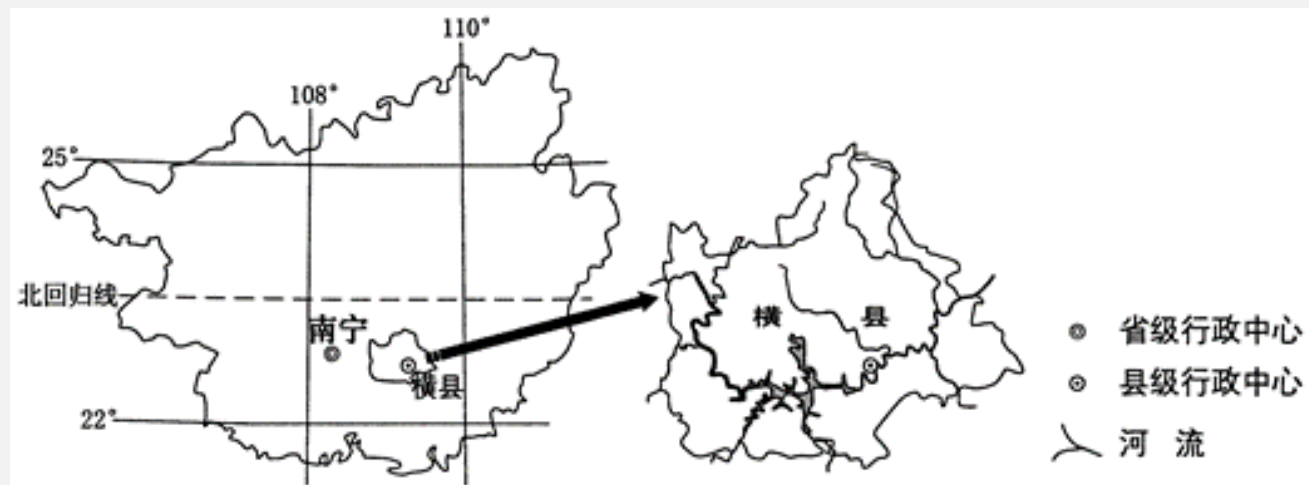 110°
108°
25°
北回归线
南宁
横县
22°
横 县
省级行政中心
县级行政中心
河 流